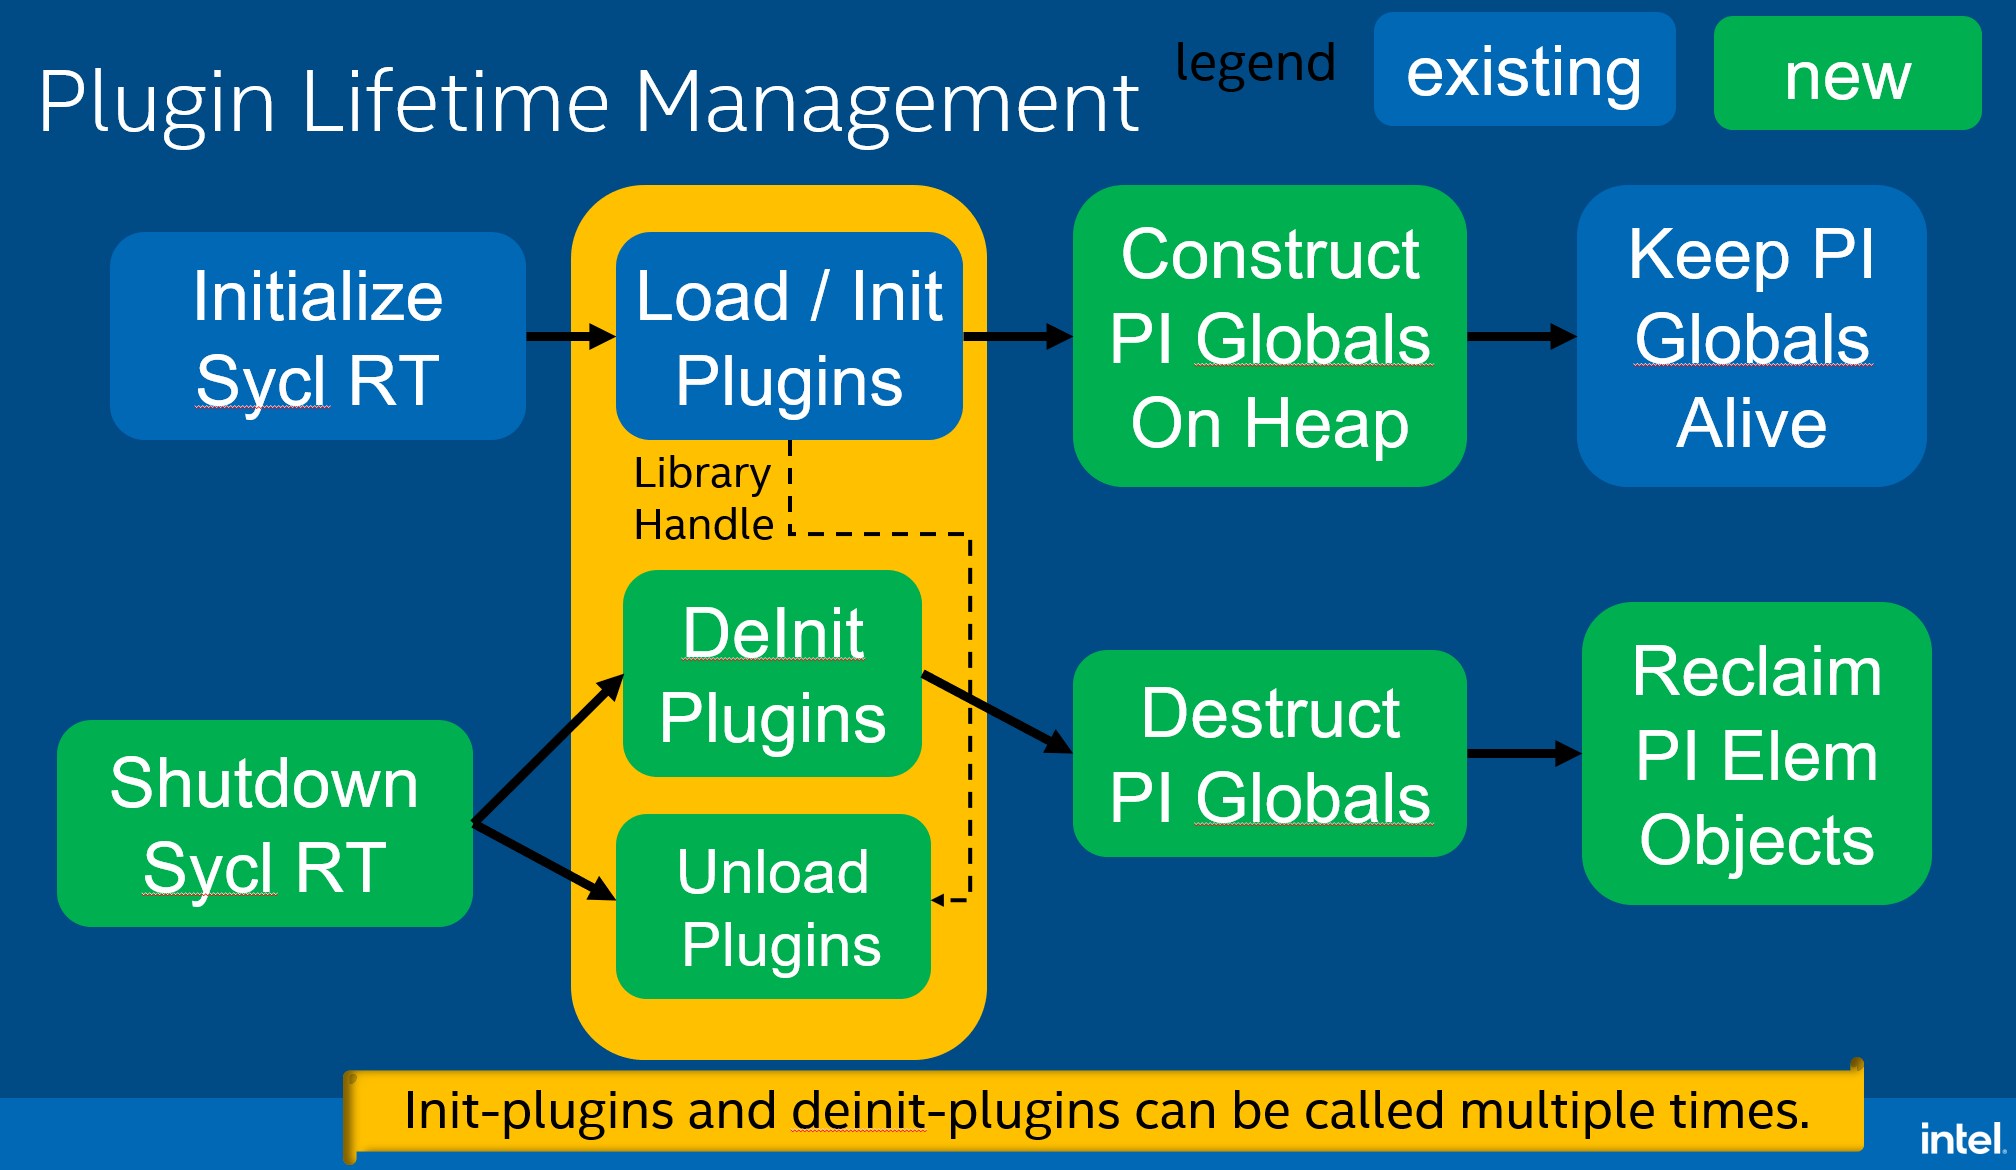 Plugin Lifetime Management
legend
existing
new
Initialize
Sycl RT
Load / Init
Plugins
Construct
PI Globals
On Heap
Keep PI
Globals
Alive
Library
Handle
DeInit
Plugins
Shutdown
Sycl RT
Unload
Plugins
Destruct
PI Globals
Reclaim
PI Elem
Objects
Init-plugins and deinit-plugins can be called multiple times.
intel.